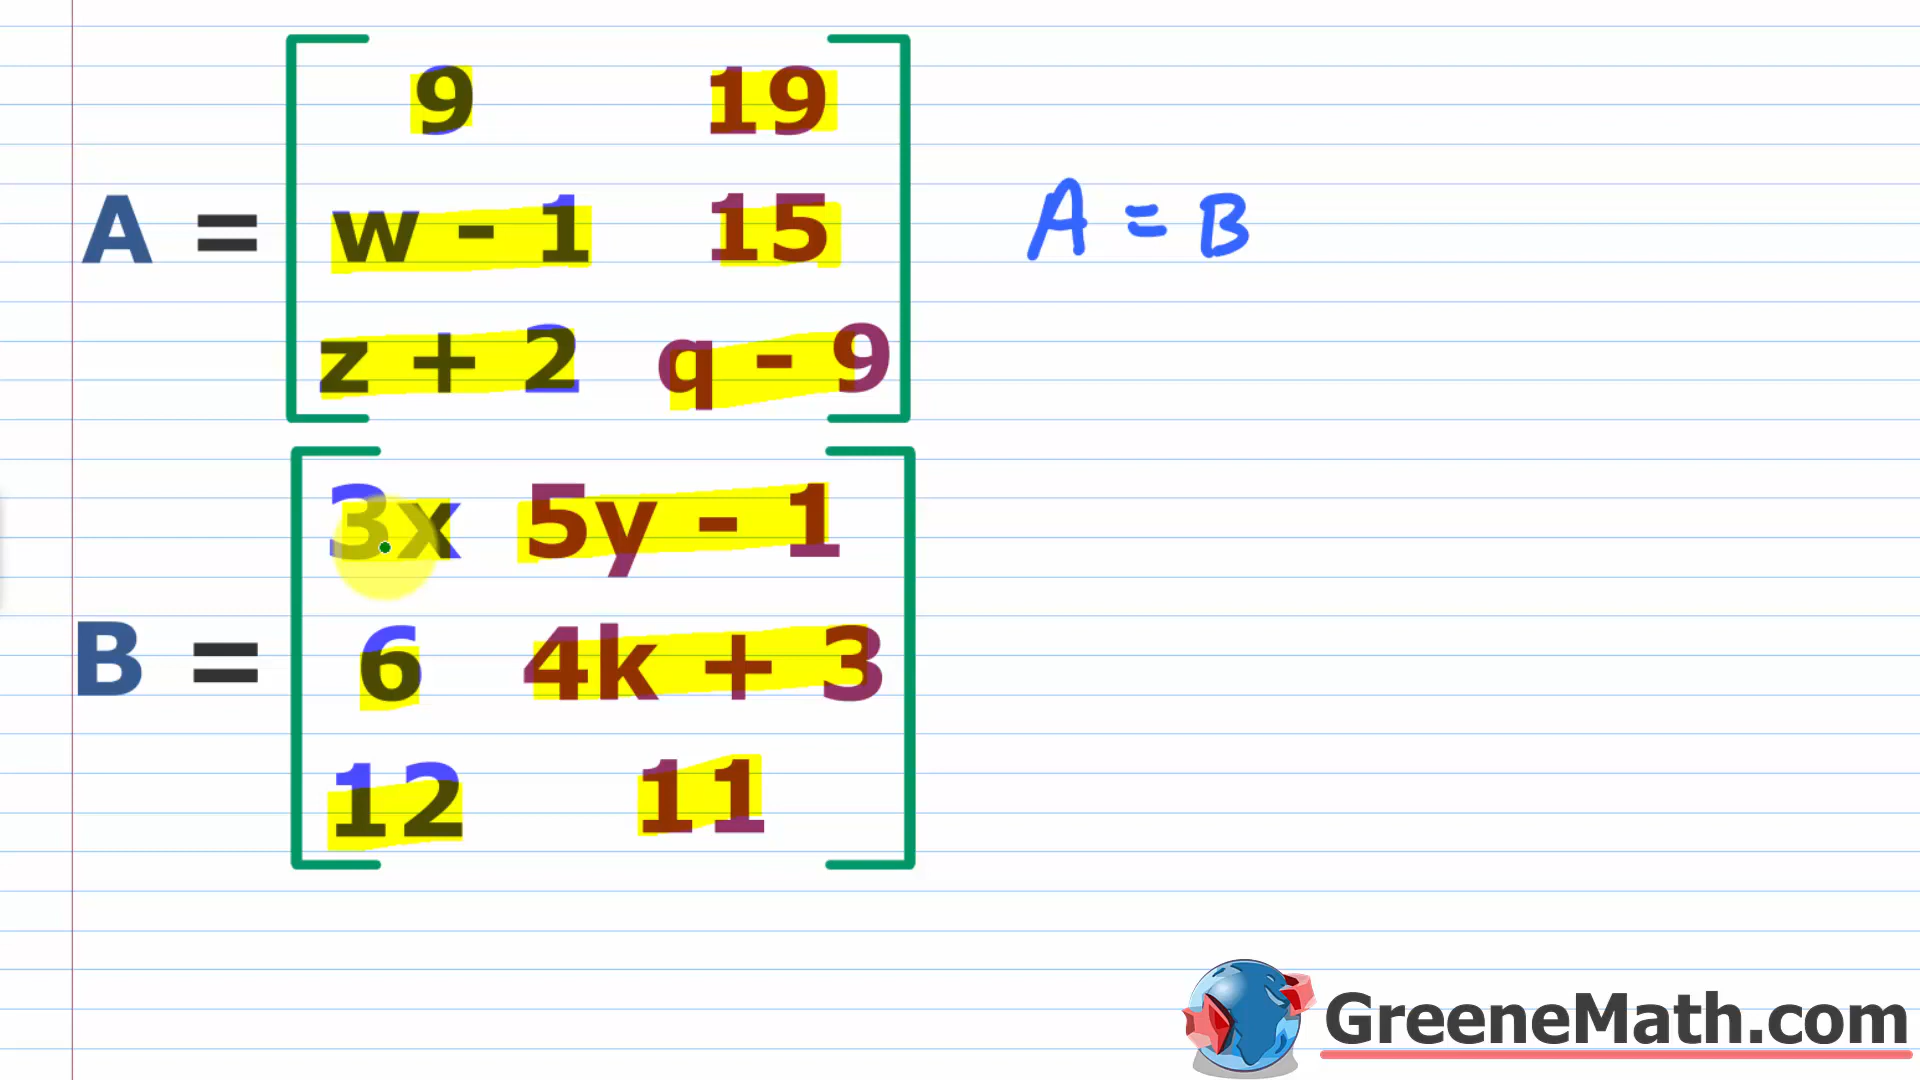 9 19
A = w - 1 15 A = B
z + 2 q - 9
3x 5y - 1
B = 6 4k + 3
12 11
GreeneMath.com